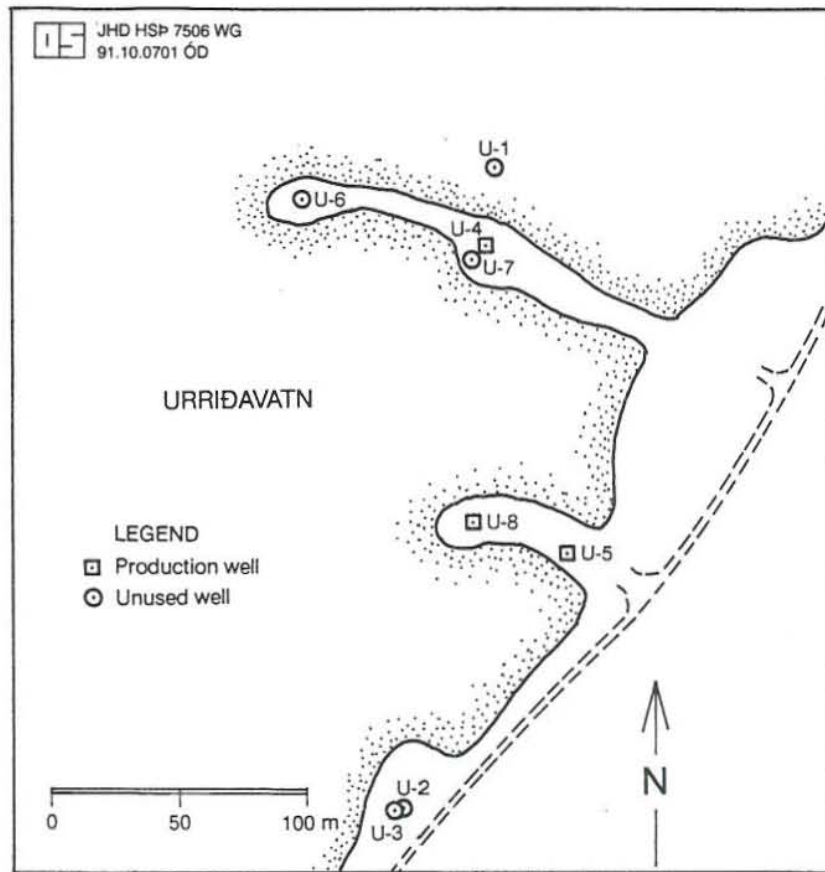 JHD HSÞ 7506 WG
91.10.0701 ÓD
U-1
U-6
U-4
U-7
URRIÐAVATN
U-8
LEGEND
U-5
Production well
Unused well
N
U-2
0 50 100 m
U-3